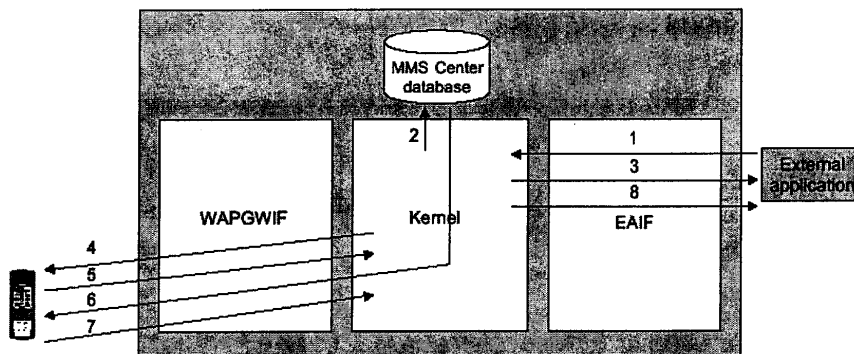 MMS Center
database
2
1
3
8
External
application
WAPGWIF
Kernel
EAIF
4
5
6
7